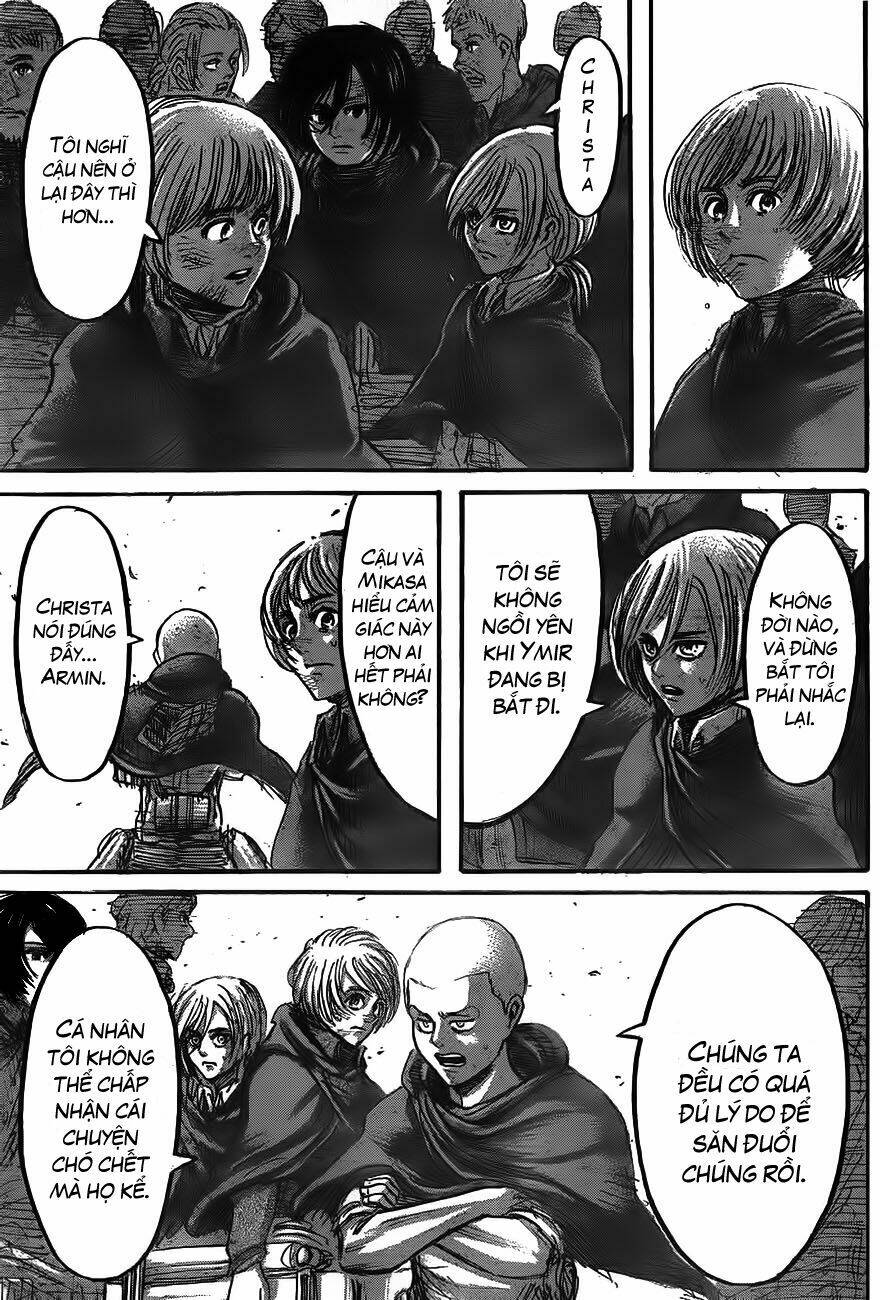 CHRISTA
TÔI NGHĨ
CẬU NÊN Ở
LẠI ĐÂY THÌ
HƠN...
KHÔNG
ĐỜI NÀO,
VÀ ĐỪNG
BẮT TÔI
PHẢI NHẮC
LẠI.
TÔI SẼ
KHÔNG
NGỒI YÊN
KHI YMIR
ĐANG BỊ
BẮT ĐI.
CẬU VÀ
MIKASA
HIỂU CẢM
GIÁC NÀY
HƠN AI
HẾT PHẢI
KHÔNG?
CHRISTA
NÓI ĐÚNG
ĐẤY...
ARMIN.
CHÚNG TA
ĐỀU CÓ QUÁ
ĐỦ LÝ DO ĐỂ
SĂN ĐUỔI
CHÚNG RỒI.
CÁ NHÂN
TÔI KHÔNG
THỂ CHẤP
NHẬN CÁI
CHUYỆN
CHÓ CHẾT
MÀ HỌ KỂ.